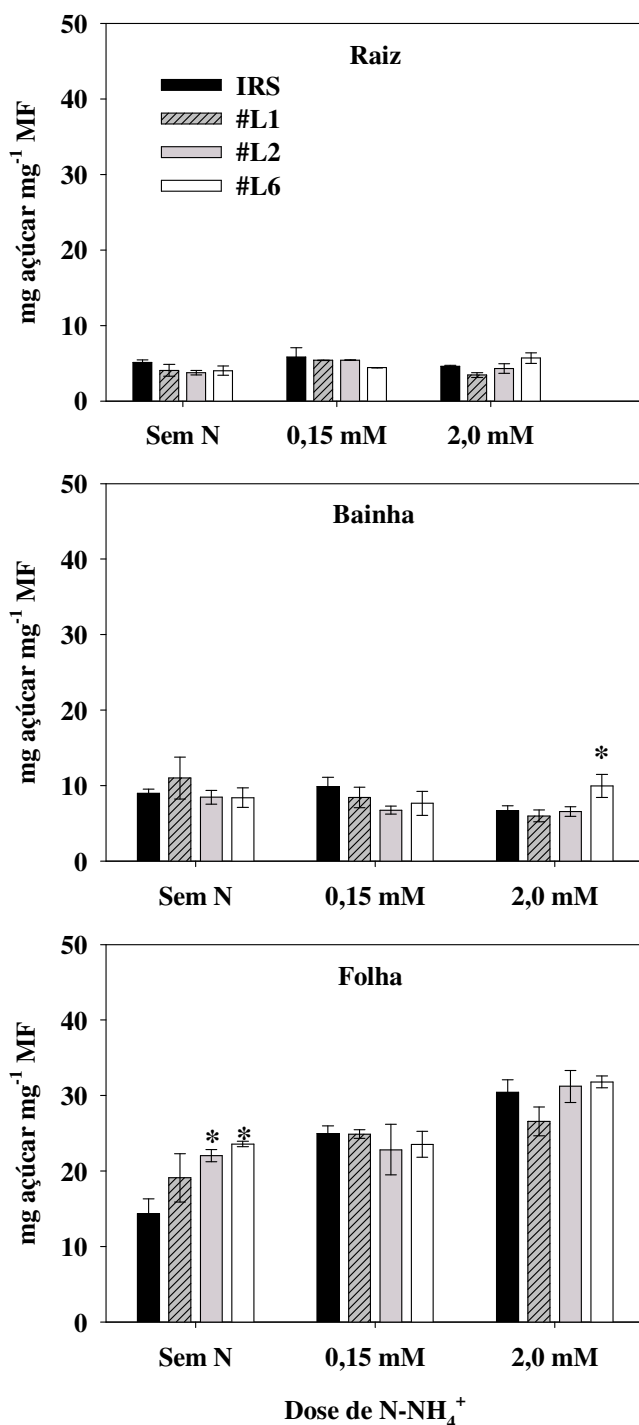 50
Raiz
40
IRS
#L1
#L2
#L6
30
20
10
0
mg açúcar mg⁻¹ MF
Sem N 0,15 mM 2,0 mM
50
Bainha
40
30
20
*
10
0
mg açúcar mg⁻¹ MF
Sem N 0,15 mM 2,0 mM
50
Folha
40
30
* *
20
10
0
mg açúcar mg⁻¹ MF
Sem N 0,15 mM 2,0 mM
Dose de N-NH₄⁺